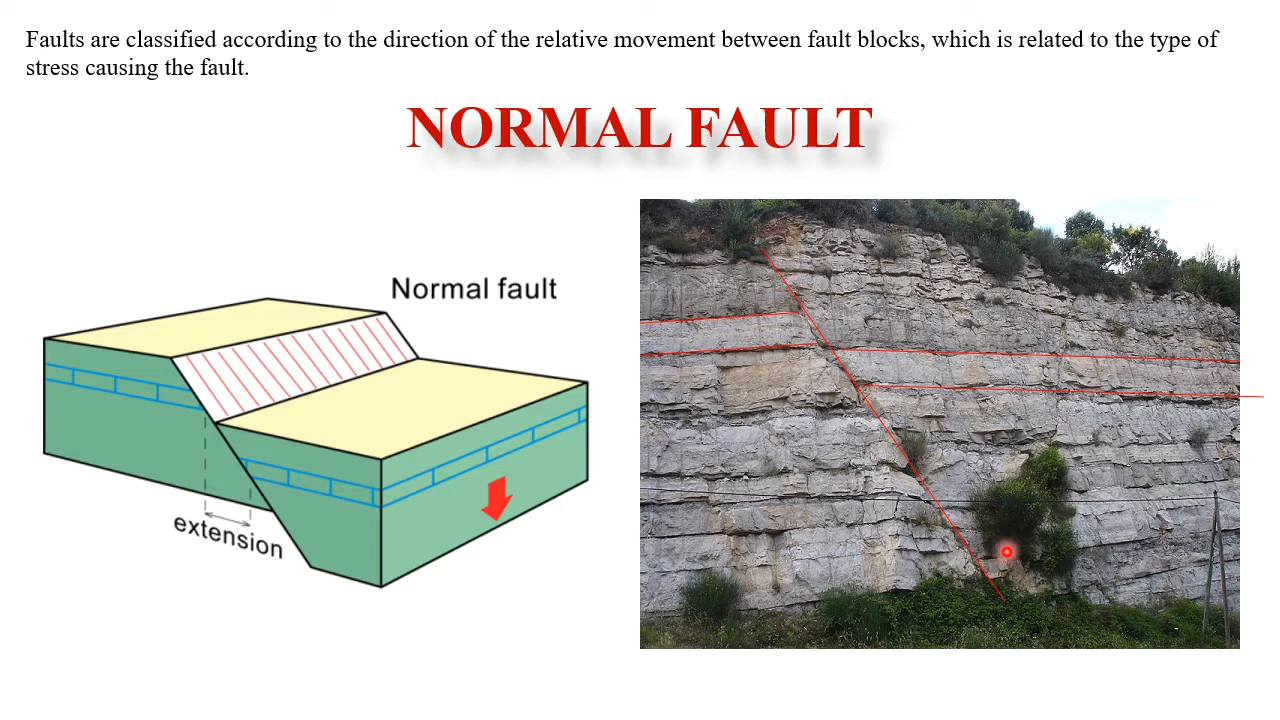 Faults are classified according to the direction of the relative movement between fault blocks, which is related to the type of
stress causing the fault.
NORMAL FAULT
Normal fault
extension